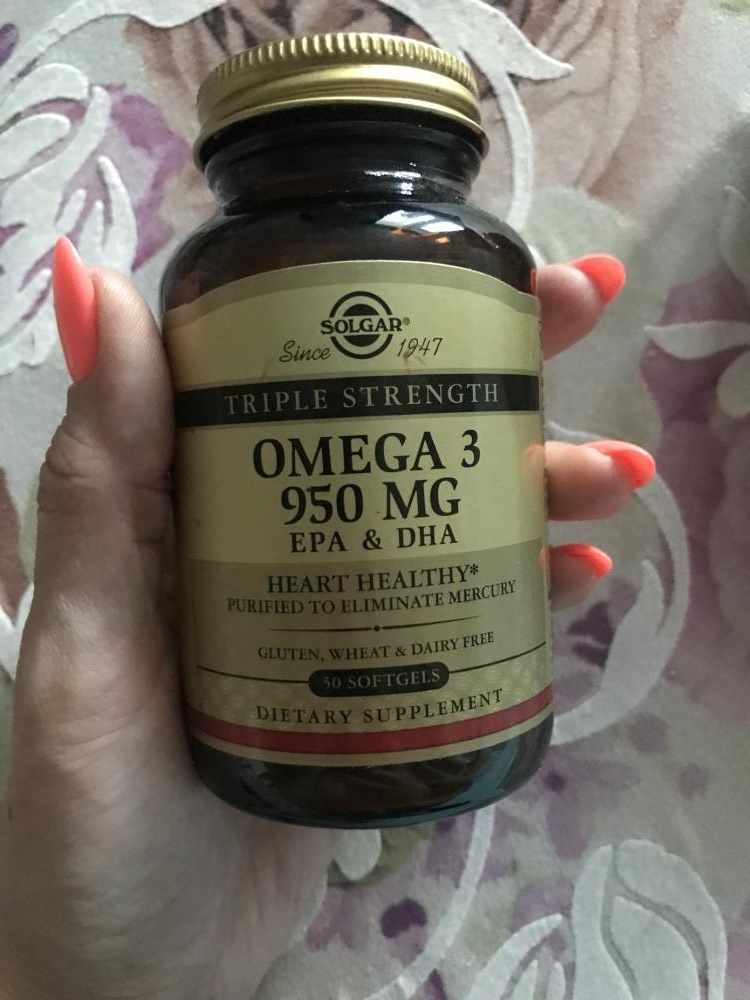 SOLGAR®
Since 1947
TRIPLE STRENGTH
OMEGA 3
950 MG
EPA & DHA
HEART HEALTHY*
PURIFIED TO ELIMINATE MERCURY
GLUTEN, WHEAT & DAIRY FREE
50 SOFTGELS
DIETARY SUPPLEMENT